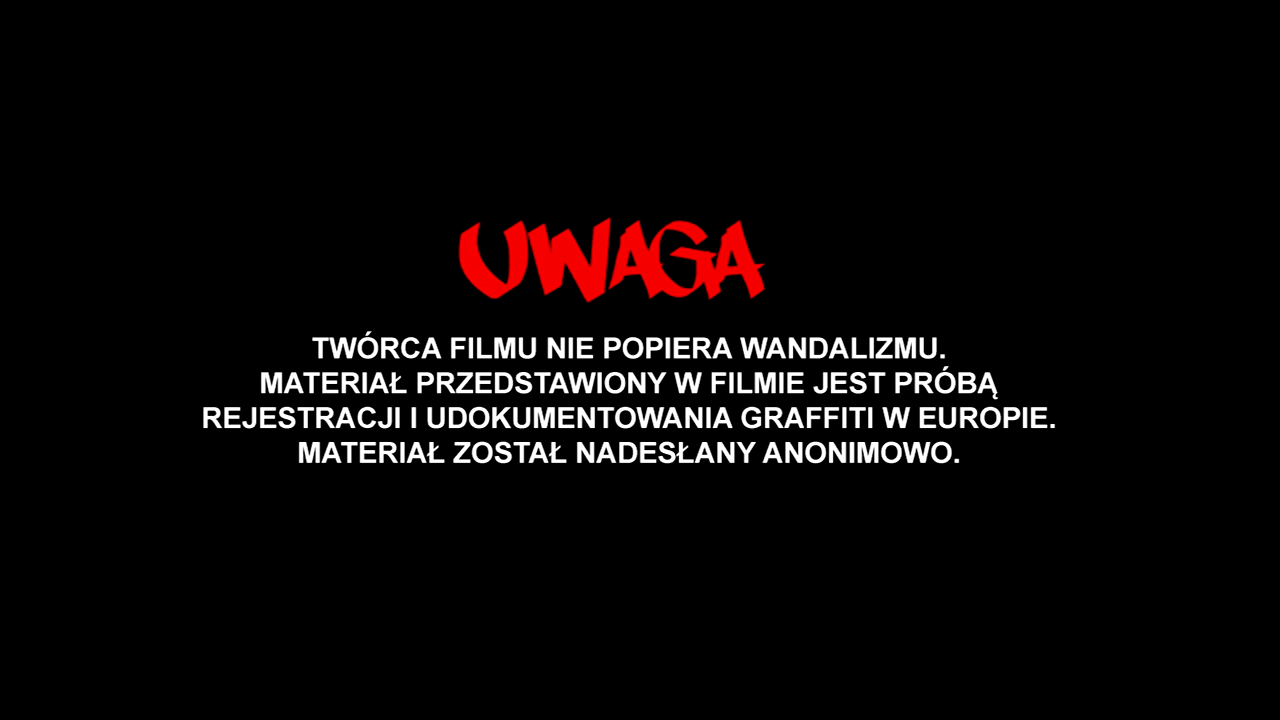 UWAGA
TWÓRCA FILMU NIE POPIERA WANDALIZMU.
MATERIAŁ PRZEDSTAWIONY W FILMIE JEST PRÓBĄ
REJESTRACJI I UDOKUMENTOWANIA GRAFFITI W EUROPIE.
MATERIAŁ ZOSTAŁ NADESŁANY ANONIMOWO.